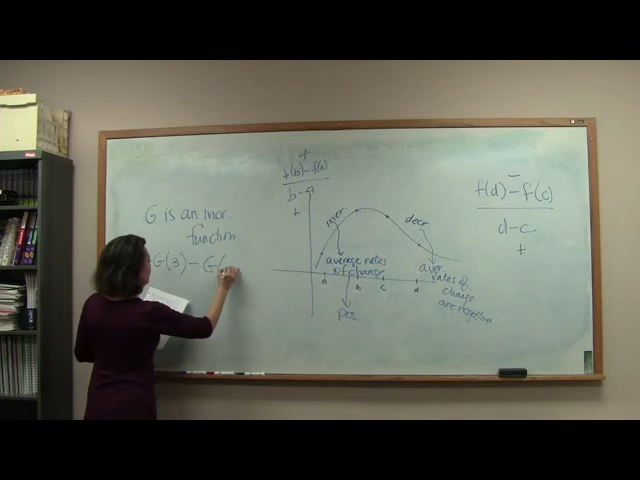 G is an incr.
function
G(3) - G(
+
f(b) - f(a)
b - a
+
incr.
decr
average rates
of change
pos.
a
b
c
d
aver.
rates of
change
are negative
-
f(d) - f(c)
d - c
+